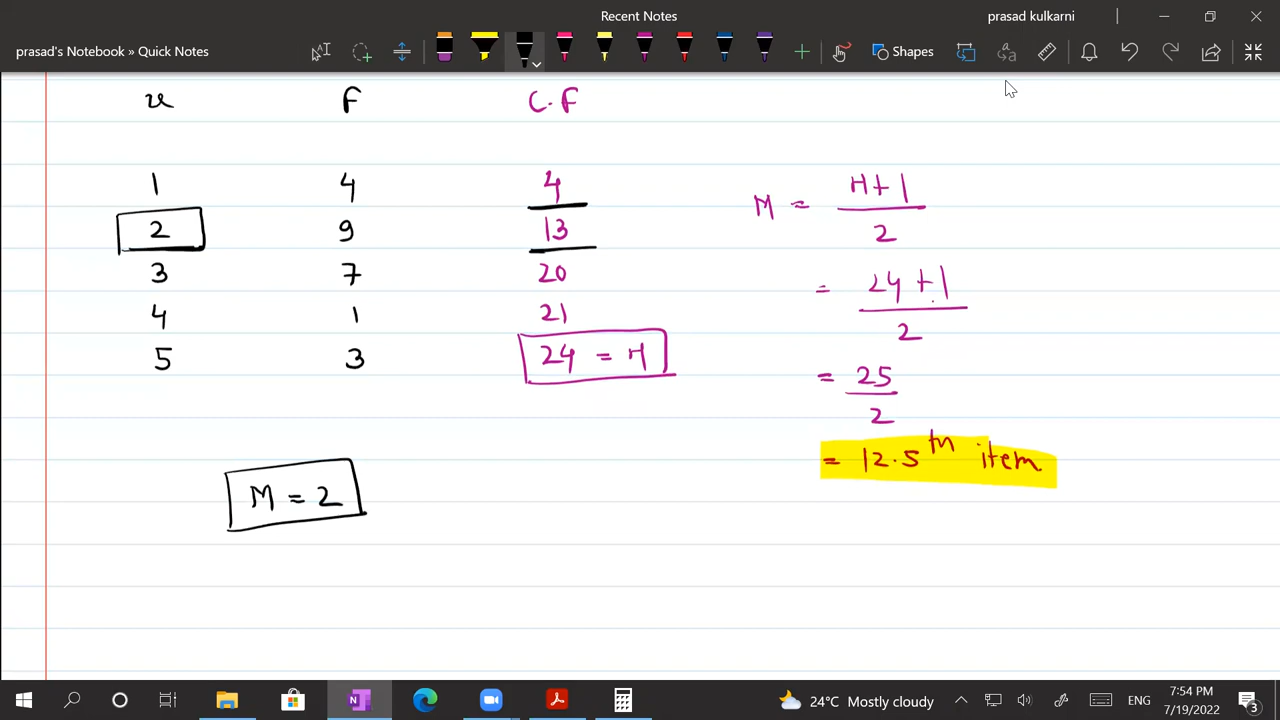 Recent Notes
prasad kulkarni
prasad's Notebook » Quick Notes
Shapes
x F C.F
1 4 4
2 9 13
3 7 20
4 1 21
5 3 24 = N
M = N+1
2
= 24+1
2
= 25
2
= 12.5th item
M = 2
24°C Mostly cloudy
ENG
7:54 PM
7/19/2022
3